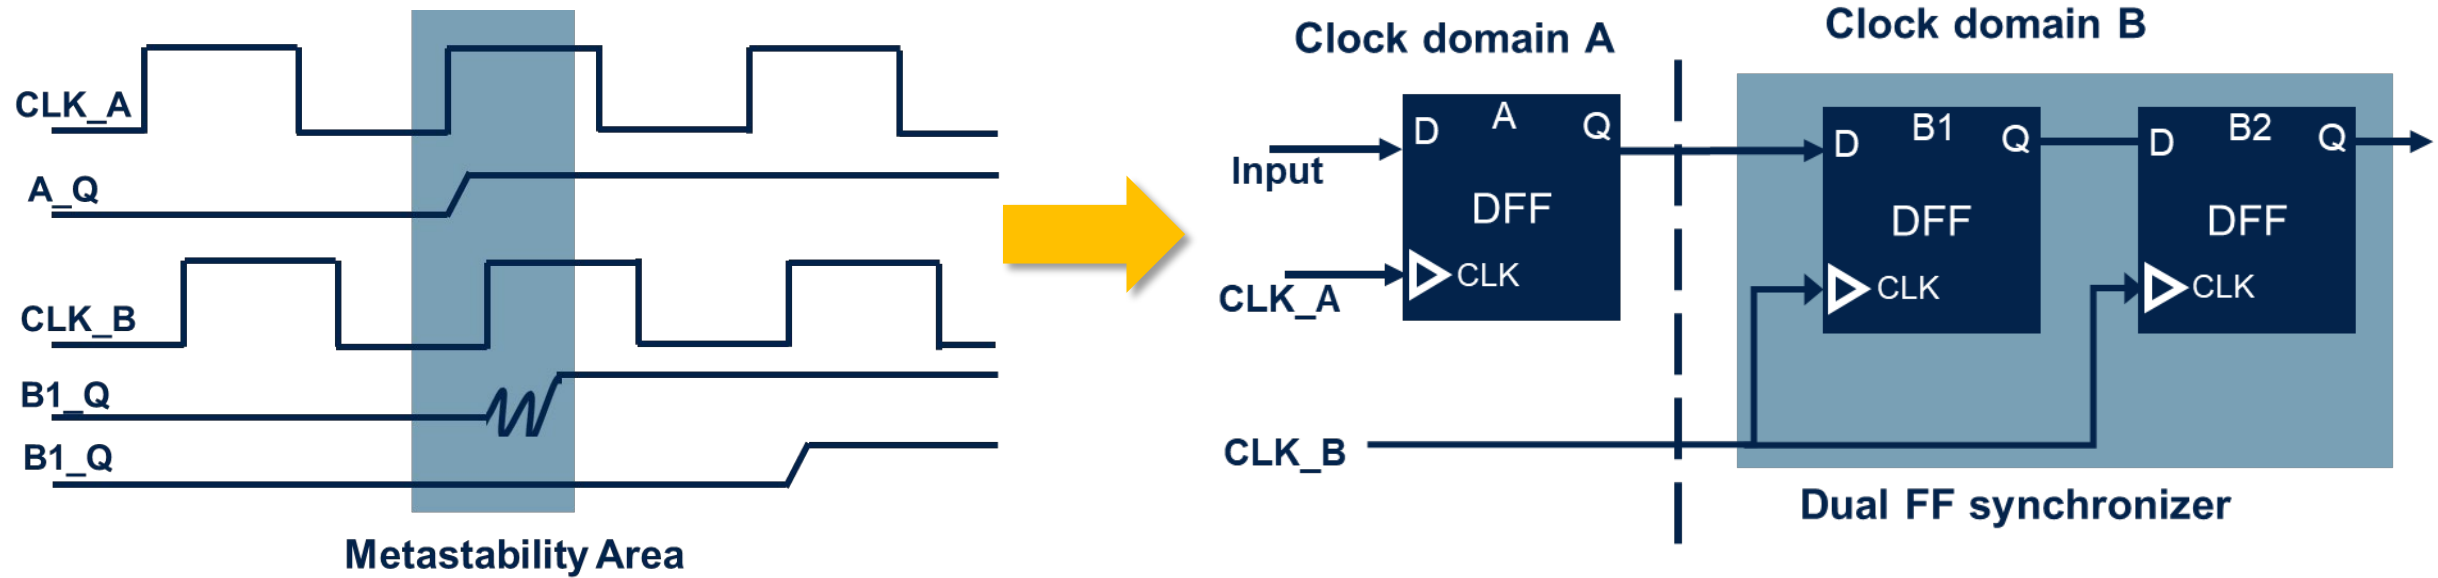 CLK_A
A_Q
CLK_B
B1_Q
B1_Q
Metastability Area
Clock domain A
Input
CLK_A
D A Q
DFF
CLK
CLK_B
Clock domain B
D B1 Q
DFF
CLK
D B2 Q
DFF
CLK
Dual FF synchronizer